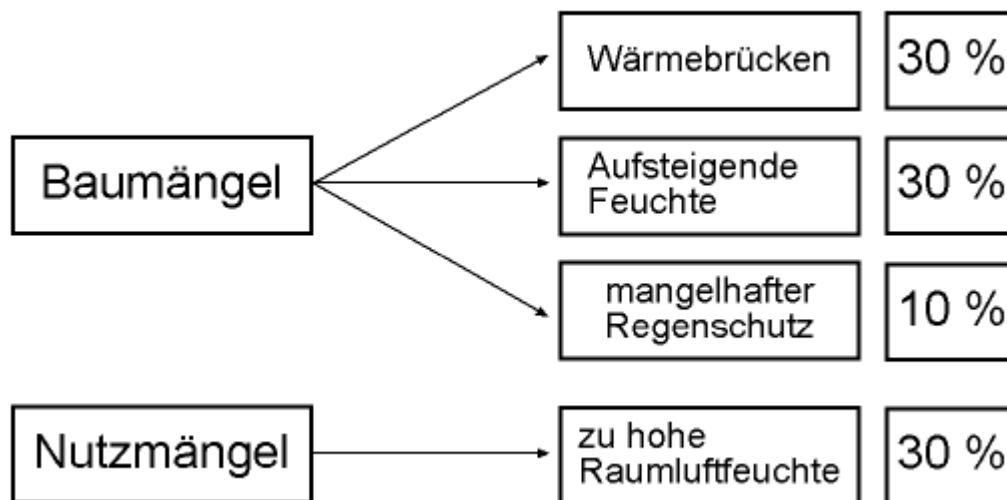 Baumängel
Wärmebrücken
30 %
Aufsteigende
Feuchte
30 %
mangelhafter
Regenschutz
10 %
Nutzmängel
zu hohe
Raumluftfeuchte
30 %